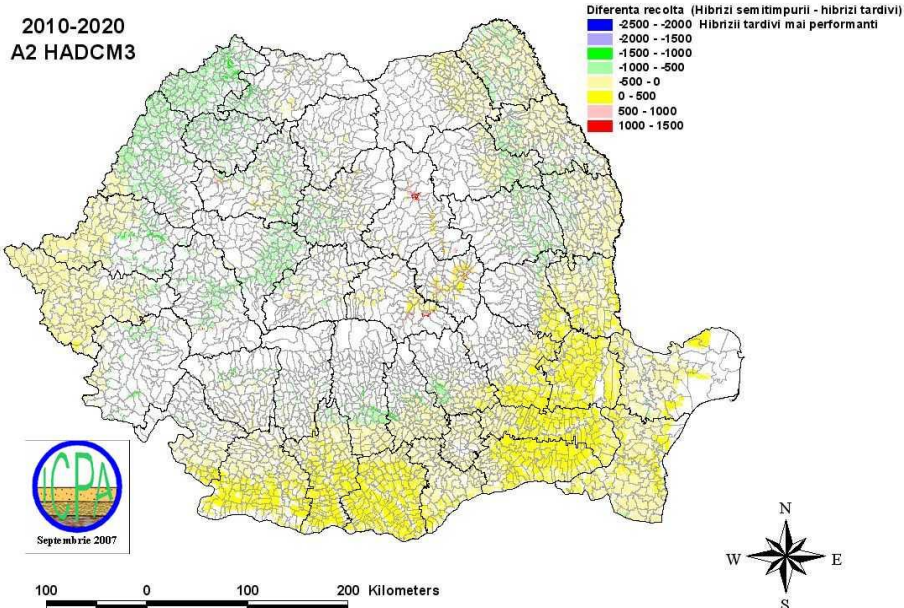 2010-2020
A2 HADCM3
Diferenta recolta (Hibrizi semitimpurii - hibrizi tardivi)
-2500 - -2000 Hibrizii tardivi mai performanti
-2000 - -1500
-1500 - -1000
-1000 - -500
-500 - 0
0 - 500
500 - 1000
1000 - 1500
ICPA
Septembrie 2007
N
W E
S
100 0 100 200 Kilometers